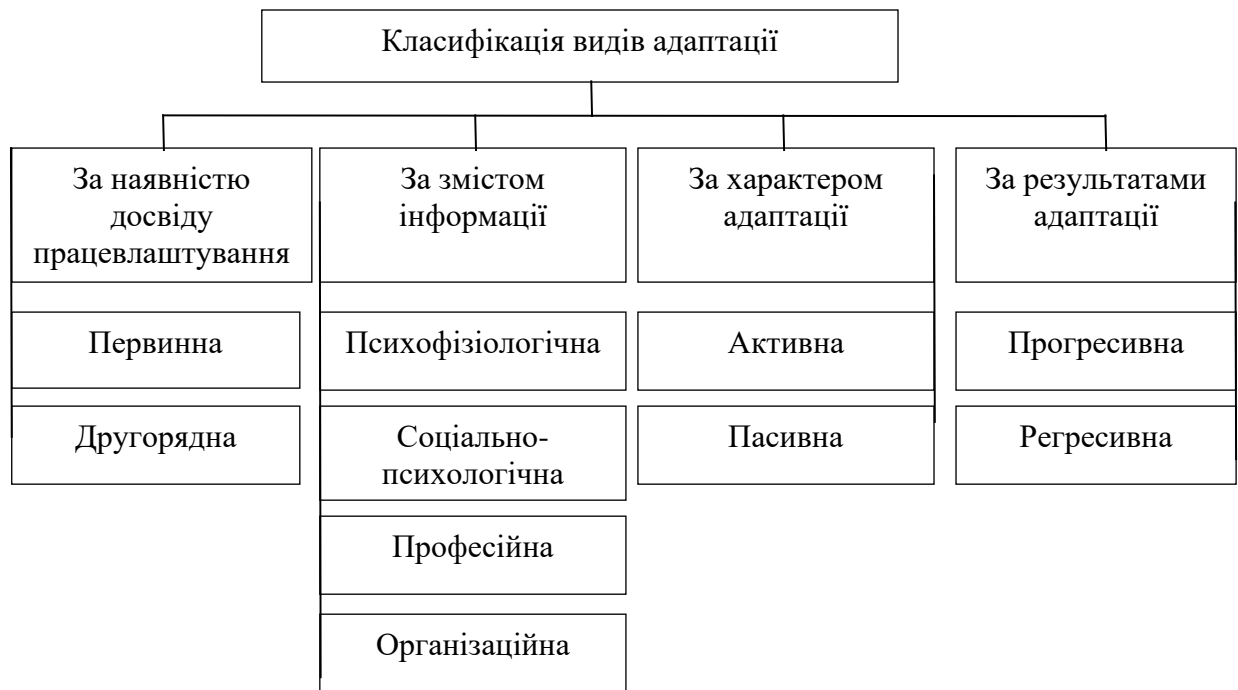 Класифікація видів адаптації
За наявністю
досвіду
працевлаштування
Первинна
Другорядна
За змістом
інформації
Психофізіологічна
Соціально-
психологічна
Професійна
Організаційна
За характером
адаптації
Активна
Пасивна
За результатами
адаптації
Прогресивна
Регресивна